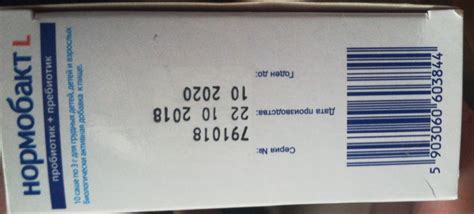 нормобакт L
пробиотик + пребиотик
10 саше по 3 г для грудных детей, детей и взрослых
Биологически активная добавка к пище.
Серия №: 791018
Дата производства: 22 10 2018
Годен до: 10 2020
5 903060 603844